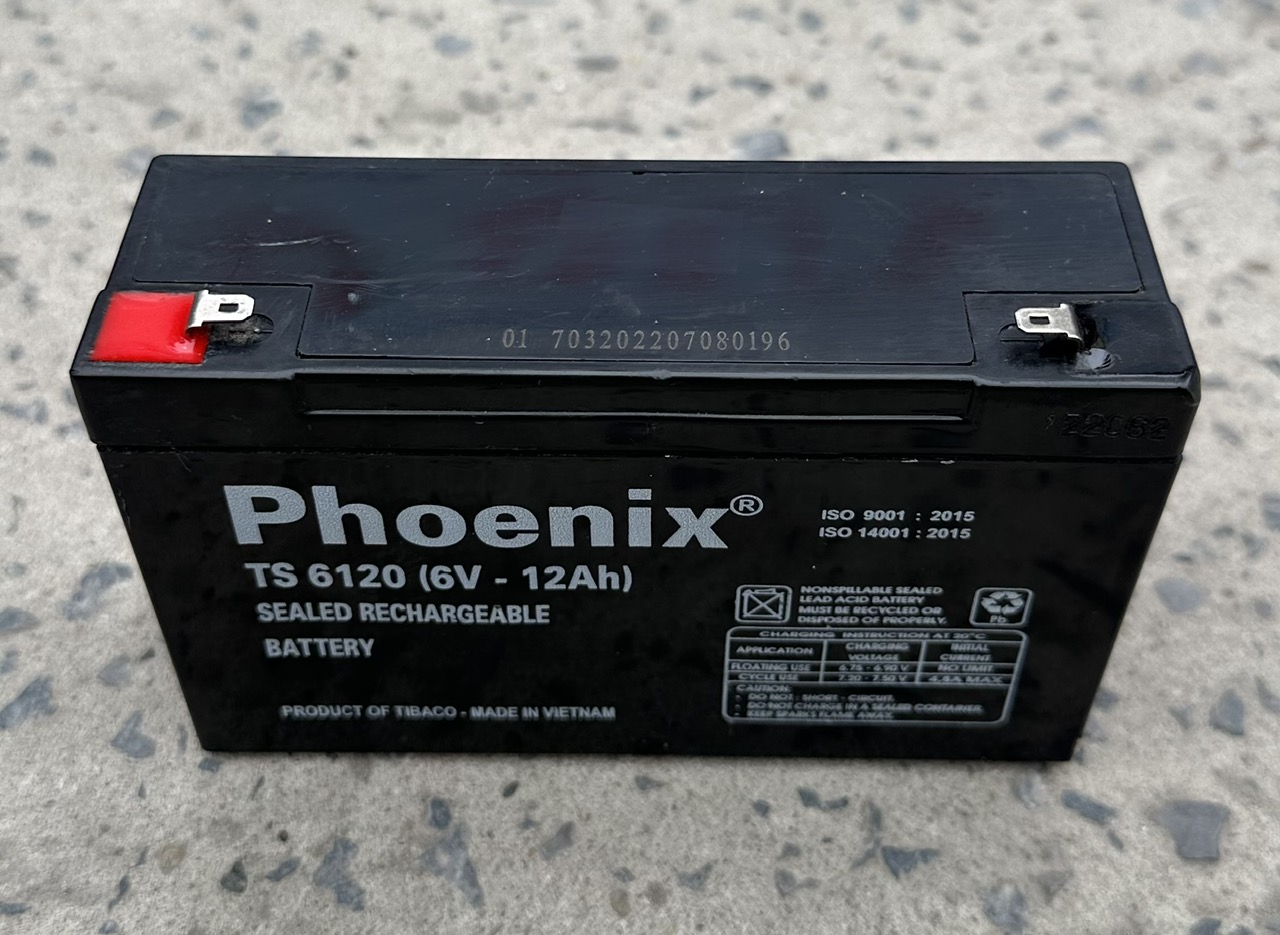 01 703202207080196
Phoenix®
TS 6120 (6V - 12Ah)
SEALED RECHARGEABLE
BATTERY
PRODUCT OF TIBACO - MADE IN VIETNAM
ISO 9001 : 2015
ISO 14001 : 2015
NONSPILLABLE SEALED
LEAD ACID BATTERY
MUST BE RECYCLED OR
DISPOSED OF PROPERLY.
Pb
CHARGING INSTRUCTION AT 20°C
APPLICATION CHARGING VOLTAGE INITIAL CURRENT
FLOATING USE 6.75 - 6.90 V NO LIMIT
CYCLE USE 7.20 - 7.50 V MAX
CAUTION:
DO NOT : SHORT - CIRCUIT.
DO NOT CHARGE IN A SEALED CONTAINER.
KEEP SPARKS FLAME AWAY.